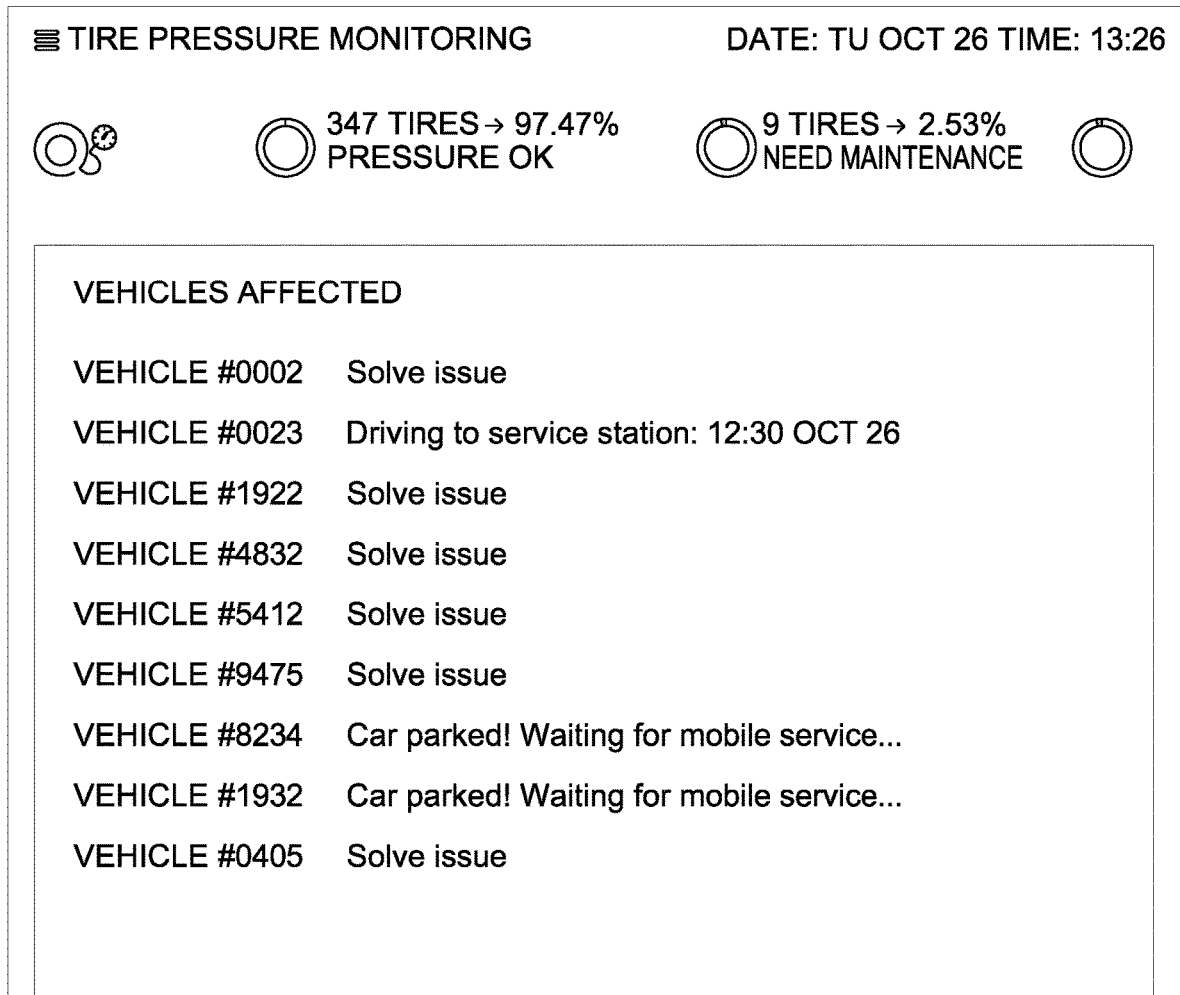 TIRE PRESSURE MONITORING DATE: TU OCT 26 TIME: 13:26
347 TIRES→ 97.47% 9 TIRES→ 2.53%
PRESSURE OK NEED MAINTENANCE
VEHICLES AFFECTED
VEHICLE #0002 Solve issue
VEHICLE #0023 Driving to service station: 12:30 OCT 26
VEHICLE #1922 Solve issue
VEHICLE #4832 Solve issue
VEHICLE #5412 Solve issue
VEHICLE #9475 Solve issue
VEHICLE #8234 Car parked! Waiting for mobile service...
VEHICLE #1932 Car parked! Waiting for mobile service...
VEHICLE #0405 Solve issue